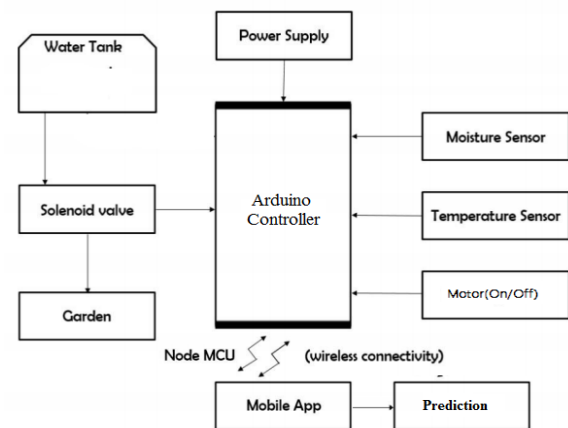 Water Tank
Power Supply
Moisture Sensor
Arduino
Controller
Solenoid valve
Temperature Sensor
Garden
Motor(On/Off)
Node MCU
(wireless connectivity)
Mobile App
Prediction